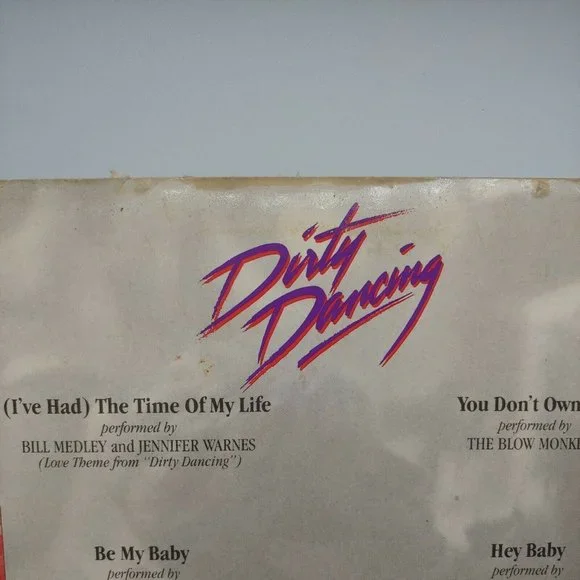 Dirty
Dancing
(I've Had) The Time Of My Life
performed by
BILL MEDLEY and JENNIFER WARNES
(Love Theme from "Dirty Dancing")
You Don't Own
performed by
THE BLOW MONK
Be My Baby
performed by
Hey Baby
performed by